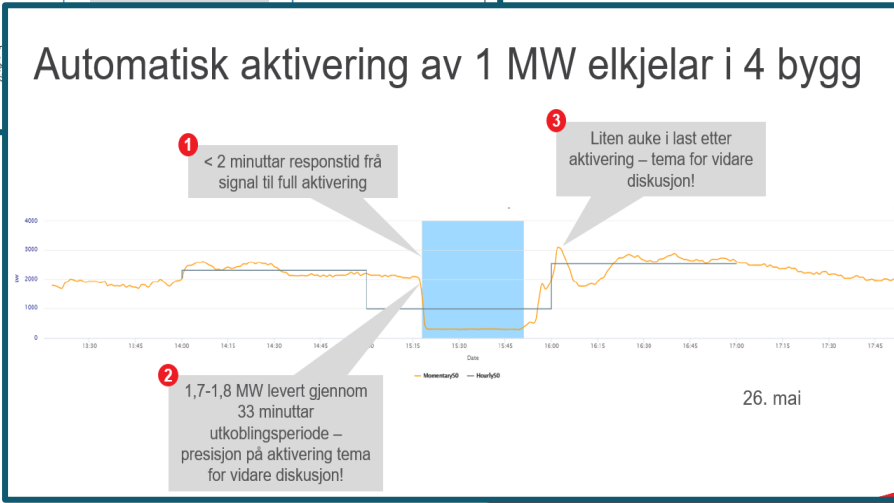 Automatisk aktivering av 1 MW elkjelar i 4 bygg
1
< 2 minuttar responstid frå
signal til full aktivering
3
Liten auke i last etter
aktivering – tema for vidare
diskusjon!
4000
3000
2000
1000
0
kW
13:30 11:45 14:00 14:15 14:30 14:45 15:15 15:30 15:45 16:00 16:15 16:30 16:45 17:00 17:15 17:30 17:45
Date
Momentary50 Hourly50
2
1,7-1,8 MW levert gjennom
33 minuttar
utkoblingsperiode –
presisjon på aktivering tema
for vidare diskusjon!
26. mai